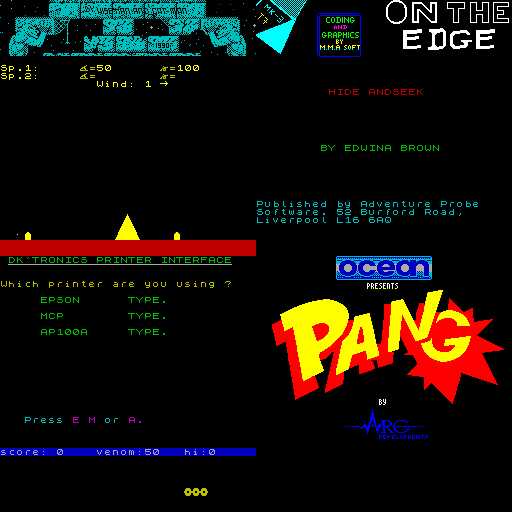 1990
CODING
AND
GRAPHICS
BY
M.M.A SOFT
ON THE
EDGE
Sp.1: =50 =100
Sp.2: = =
Wind: 1 →
HIDE ANDSEEK
BY EDWINA BROWN
Published by Adventure Probe
Software. 52 Burford Road,
Liverpool L16 6AQ
DK'TRONICS PRINTER INTERFACE
Which printer are you using ?
EPSON TYPE.
MCP TYPE.
AP100A TYPE.
Press E M or A.
score: 0 venom:50 hi:0
ocean
PRESENTS
PANG
BY
ARC
DEVELOPMENTS